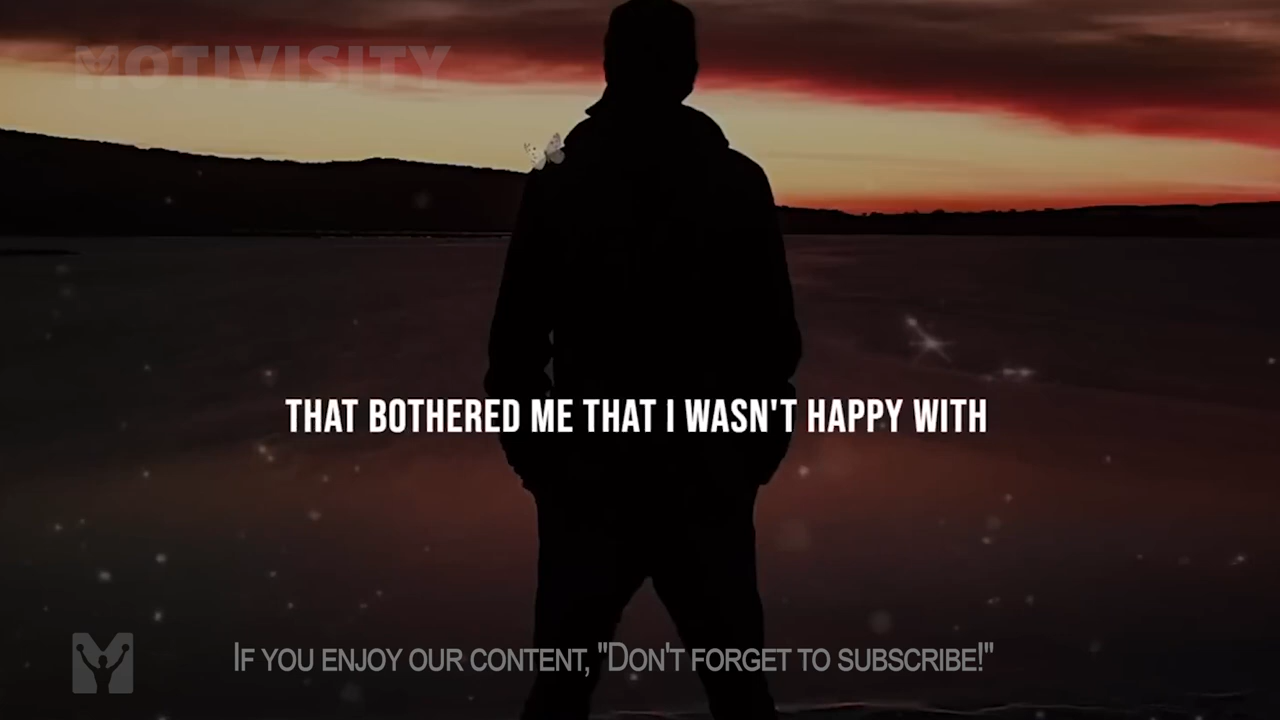 MOTIVISITY
THAT BOTHERED ME THAT I WASN'T HAPPY WITH
IF YOU ENJOY OUR CONTENT, "DON'T FORGET TO SUBSCRIBE!"